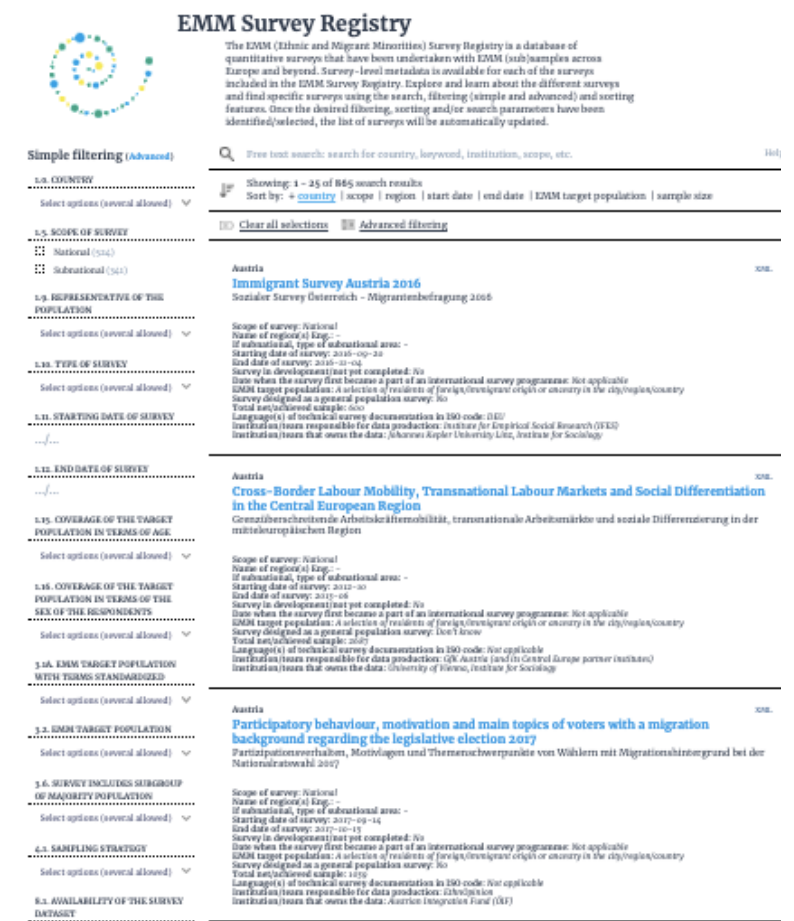 EMM Survey Registry
The EMM (Ethnic and Migrant Minorities) Survey Registry is a database of
quantitative surveys that have been undertaken with EMM (sub)samples across
Europe and beyond. Survey-level metadata is available for each of the surveys
included in the EMM Survey Registry. Explore and learn about the different surveys
and find specific surveys using the search, filtering (simple and advanced) and sorting
features. Once the desired filtering, sorting and/or search parameters have been
identified/selected, the list of surveys will be automatically updated.
Simple filtering (Advanced)
1.0. COUNTRY
Select options (several allowed)
1.5. SCOPE OF SURVEY
National (524)
Subnational (341)
1.9. REPRESENTATIVE OF THE
POPULATION
Select options (several allowed)
1.10. TYPE OF SURVEY
Select options (several allowed)
1.11. STARTING DATE OF SURVEY
.../...
1.12. END DATE OF SURVEY
.../...
1.15. COVERAGE OF THE TARGET
POPULATION IN TERMS OF AGE
Select options (several allowed)
1.16. COVERAGE OF THE TARGET
POPULATION IN TERMS OF THE
SEX OF THE RESPONDENTS
Select options (several allowed)
3.1A. EMM TARGET POPULATION
WITH TERMS STANDARDIZED
Select options (several allowed)
3.2. EMM TARGET POPULATION
Select options (several allowed)
3.6. SURVEY INCLUDES SUBGROUP
OF MAJORITY POPULATION
Select options (several allowed)
4.1. SAMPLING STRATEGY
Select options (several allowed)
8.1. AVAILABILITY OF THE SURVEY
DATASET
Free text search: search for country, keyword, institution, scope, etc.
Showing: 1 - 25 of 865 search results
Sort by: + country | scope | region | start date | end date | EMM target population | sample size
Clear all selections Advanced filtering
Austria XML
Immigrant Survey Austria 2016
Sozialer Survey Österreich - Migrantenbefragung 2016
Scope of survey: National
Name of region(s) Eng.: -
If subnational, type of subnational area: -
Starting date of survey: 2016-09-20
End date of survey: 2016-11-04
Survey in development/not yet completed: No
Date when the survey first became a part of an international survey programme: Not applicable
EMM target population: A selection of residents of foreign/immigrant origin or ancestry in the city/region/country
Survey designed as a general population survey: No
Total net/achieved sample: 600
Language(s) of technical survey documentation in ISO code: DEU
Institution/team responsible for data production: Institute for Empirical Social Research (IFES)
Institution/team that owns the data: Johannes Kepler University Linz, Institute for Sociology
Austria XML
Cross-Border Labour Mobility, Transnational Labour Markets and Social Differentiation
in the Central European Region
Grenzüberschreitende Arbeitskräftemobilität, transnationale Arbeitsmärkte und soziale Differenzierung in der
mitteleuropäischen Region
Scope of survey: National
Name of region(s) Eng.: -
If subnational, type of subnational area: -
Starting date of survey: 2012-10
End date of survey: 2015-06
Survey in development/not yet completed: No
Date when the survey first became a part of an international survey programme: Not applicable
EMM target population: A selection of residents of foreign/immigrant origin or ancestry in the city/region/country
Survey designed as a general population survey: Don't know
Total net/achieved sample: 2687
Language(s) of technical survey documentation in ISO code: Not applicable
Institution/team responsible for data production: GfK Austria (and its Central Europe partner institutes)
Institution/team that owns the data: University of Vienna, Institute for Sociology
Austria XML
Participatory behaviour, motivation and main topics of voters with a migration
background regarding the legislative election 2017
Partizipationsverhalten, Motivlagen und Themenschwerpunkte von Wählern mit Migrationshintergrund bei der
Nationalratswahl 2017
Scope of survey: National
Name of region(s) Eng.: -
If subnational, type of subnational area: -
Starting date of survey: 2017-09-14
End date of survey: 2017-10-15
Survey in development/not yet completed: No
Date when the survey first became a part of an international survey programme: Not applicable
EMM target population: A selection of residents of foreign/immigrant origin or ancestry in the city/region/country
Survey designed as a general population survey: No
Total net/achieved sample: 1059
Language(s) of technical survey documentation in ISO code: Not applicable
Institution/team responsible for data production: EthnOpinion
Institution/team that owns the data: Austrian Integration Fund (ÖIF)